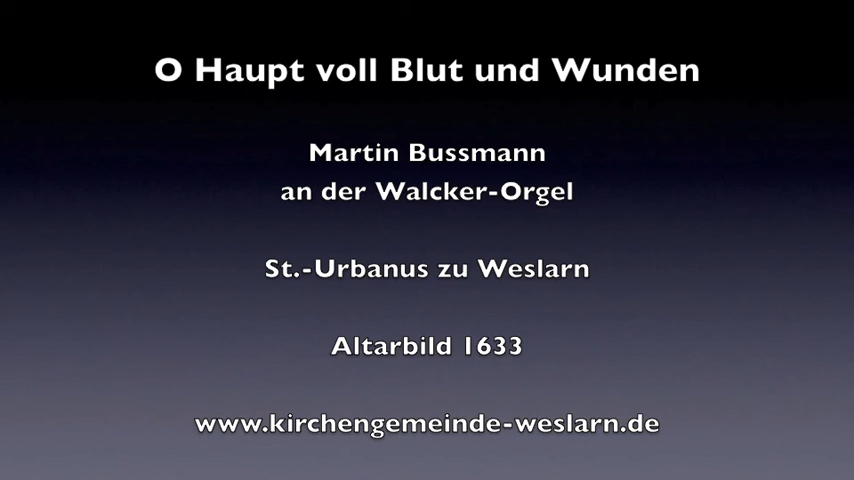 O Haupt voll Blut und Wunden
Martin Bussmann
an der Walcker-Orgel
St.-Urbanus zu Weslarn
Altarbild 1633
www.kirchengemeinde-weslarn.de